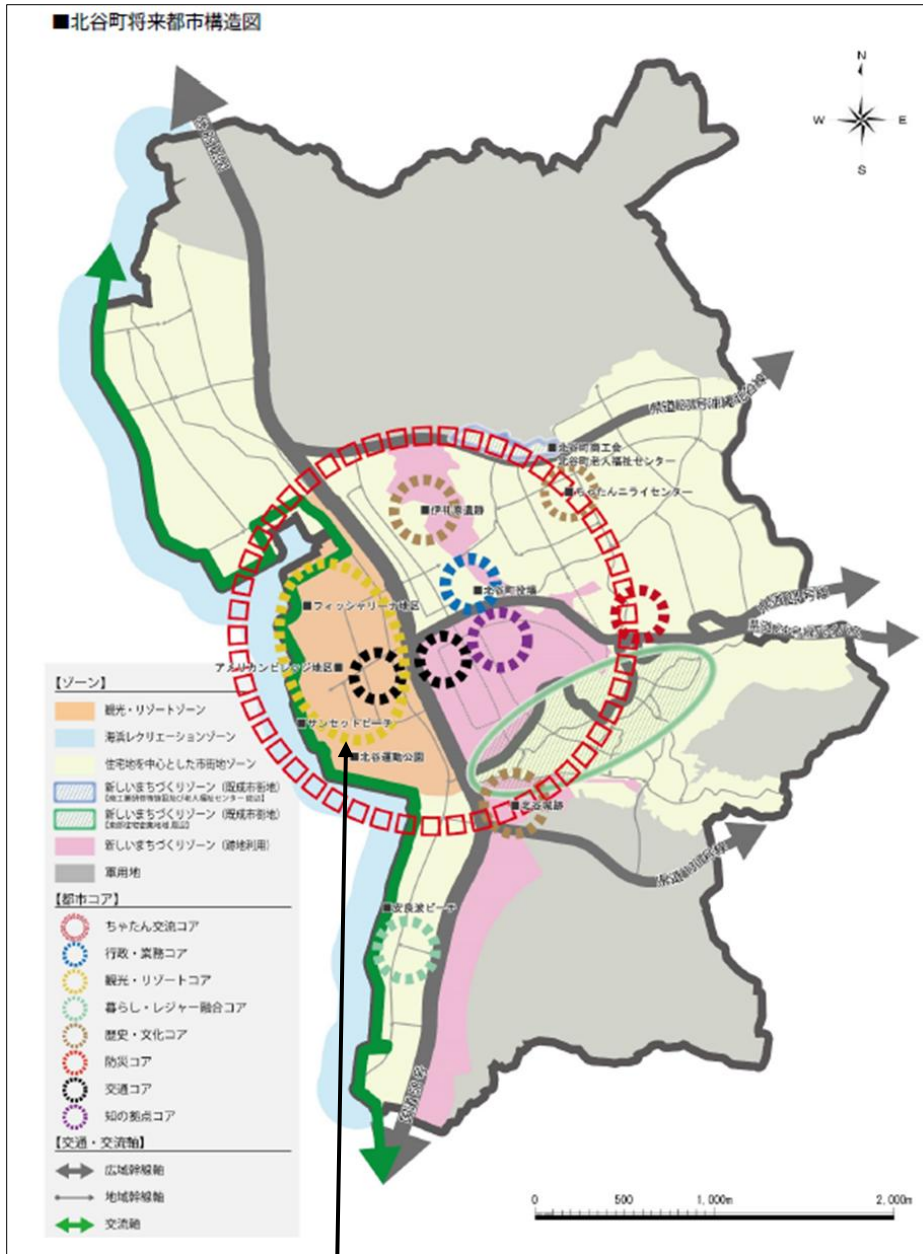 ■北谷町将来都市構造図
N
W
E
S
■北谷町商工会
北谷町老人福祉センター
■ちゃたんニライセンター
■伊礼原遺跡
■北谷町役場
■フィッシャリーナ地区
アメリカンビレッジ地区■
■サンセットビーチ
■北谷運動公園
■北谷城跡
■安良波ビーチ
【ゾーン】
観光・リゾートゾーン
海浜レクリエーションゾーン
住宅地を中心とした市街地ゾーン
新しいまちづくりゾーン（既成市街地）
新しいまちづくりゾーン（既成市街地）
新しいまちづくりゾーン（跡地利用）
軍用地
【都市コア】
ちゃたん交流コア
行政・業務コア
観光・リゾートコア
暮らし・レジャー融合コア
歴史・文化コア
防災コア
交通コア
知の拠点コア
【交通・交流軸】
広域幹線軸
地域幹線軸
交流軸
0 500 1,000m 2,000m